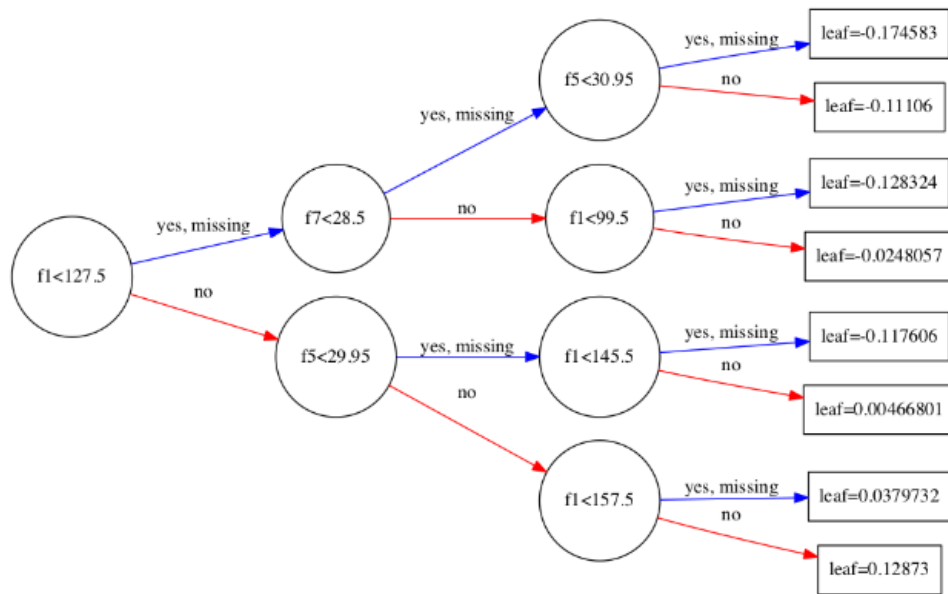 leaf=-0.174583
yes, missing
f5<30.95
no
leaf=-0.11106
yes, missing
leaf=-0.128324
yes, missing
f7<28.5
no
f1<99.5
no
yes, missing
leaf=-0.0248057
f1<127.5
no
leaf=-0.117606
yes, missing
f5<29.95
yes, missing
f1<145.5
no
no
leaf=0.00466801
yes, missing
leaf=0.0379732
f1<157.5
no
leaf=0.12873